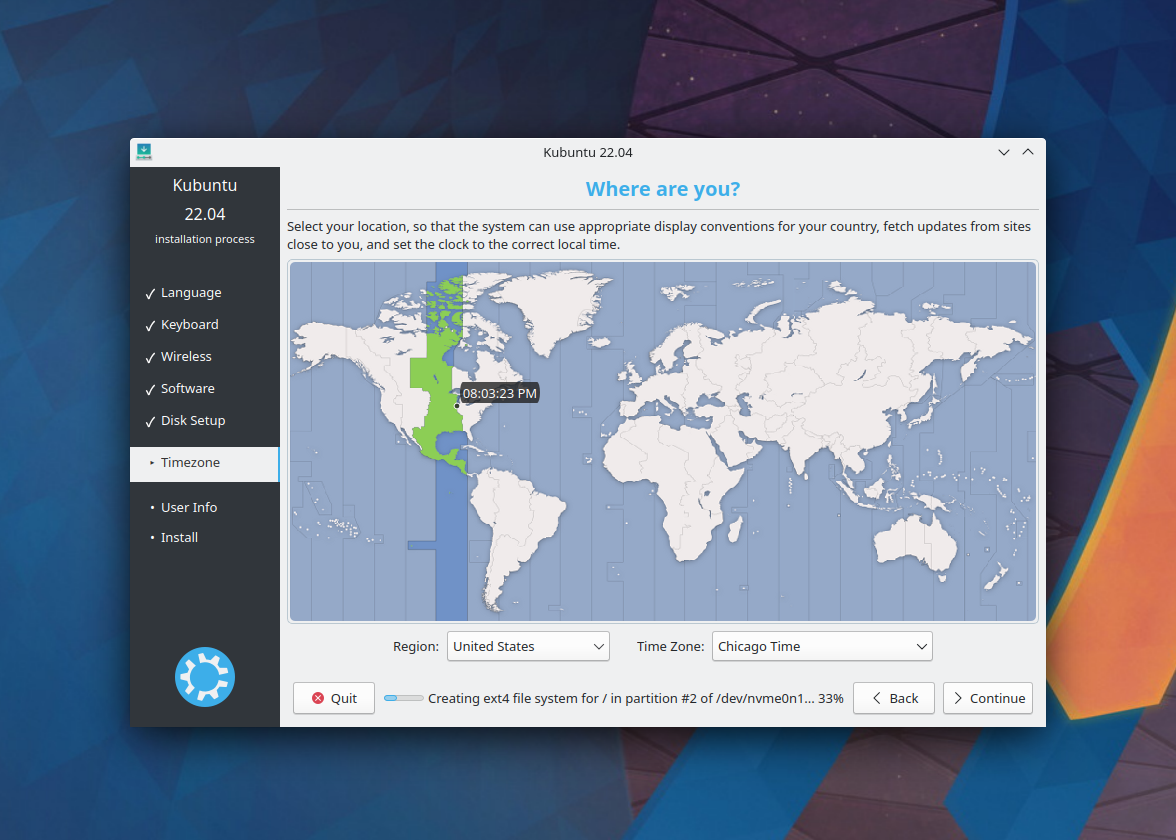 Kubuntu 22.04
Kubuntu
22.04
installation process
Language
Keyboard
Wireless
Software
Disk Setup
Timezone
User Info
Install
Where are you?
Select your location, so that the system can use appropriate display conventions for your country, fetch updates from sites
close to you, and set the clock to the correct local time.
08:03:23 PM
Region: United States Time Zone: Chicago Time
Quit Creating ext4 file system for / in partition #2 of /dev/nvme0n1... 33% Back Continue